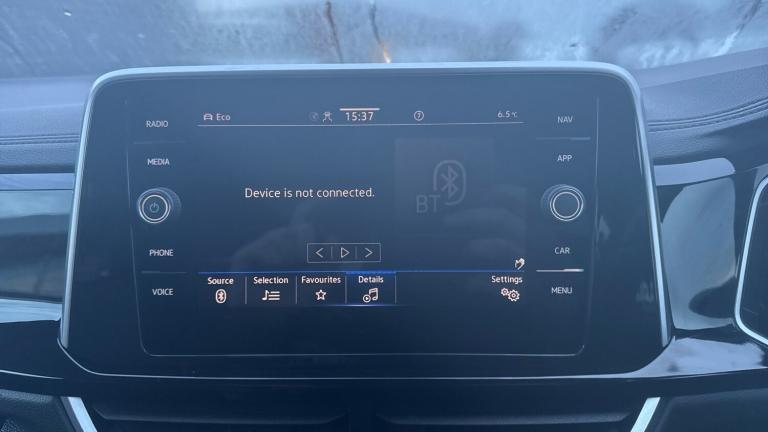 RADIO
MEDIA
PHONE
VOICE
Eco
15:37
?
6.5°C
Device is not connected.
BT
Source
Selection
Favourites
Details
Settings
NAV
APP
CAR
MENU